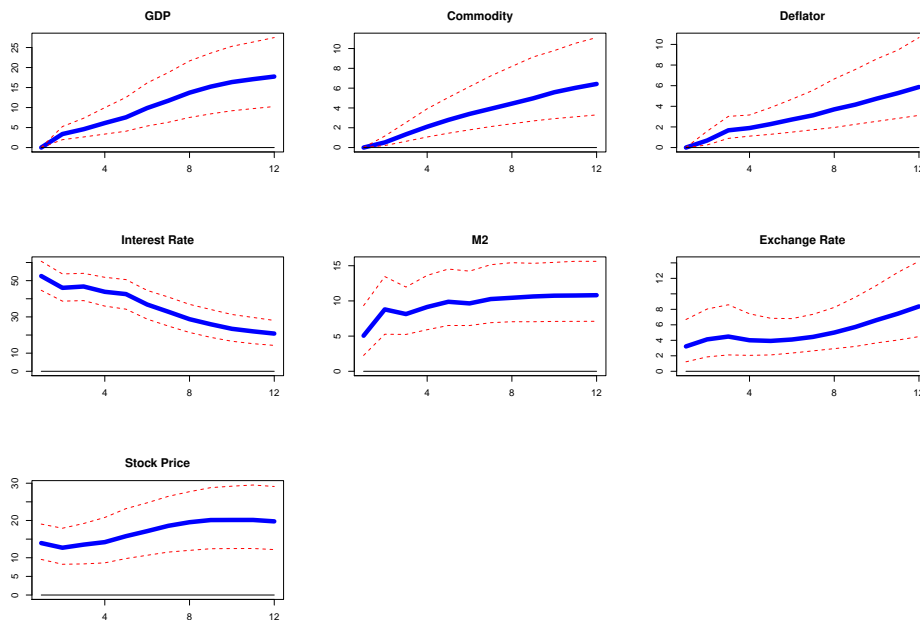 GDP
0 5 10 15 20 25
4 8 12
Commodity
0 2 4 6 8 10
4 8 12
Deflator
0 2 4 6 8 10
4 8 12
Interest Rate
0 10 30 50
4 8 12
M2
0 5 10 15
4 8 12
Exchange Rate
0 2 4 6 8 12
4 8 12
Stock Price
0 5 10 20 30
4 8 12